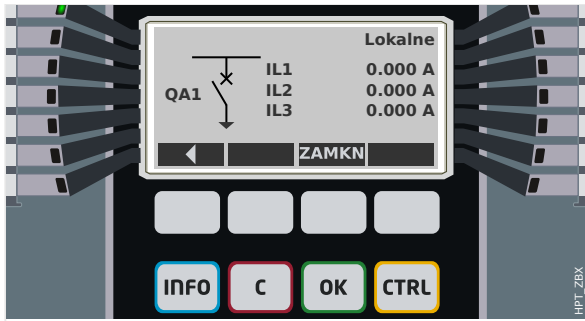 Lokalne
IL1 0.000 A
QA1
IL2 0.000 A
IL3 0.000 A
ZAMKN
INFO C OK CTRL
HPT_ZBX